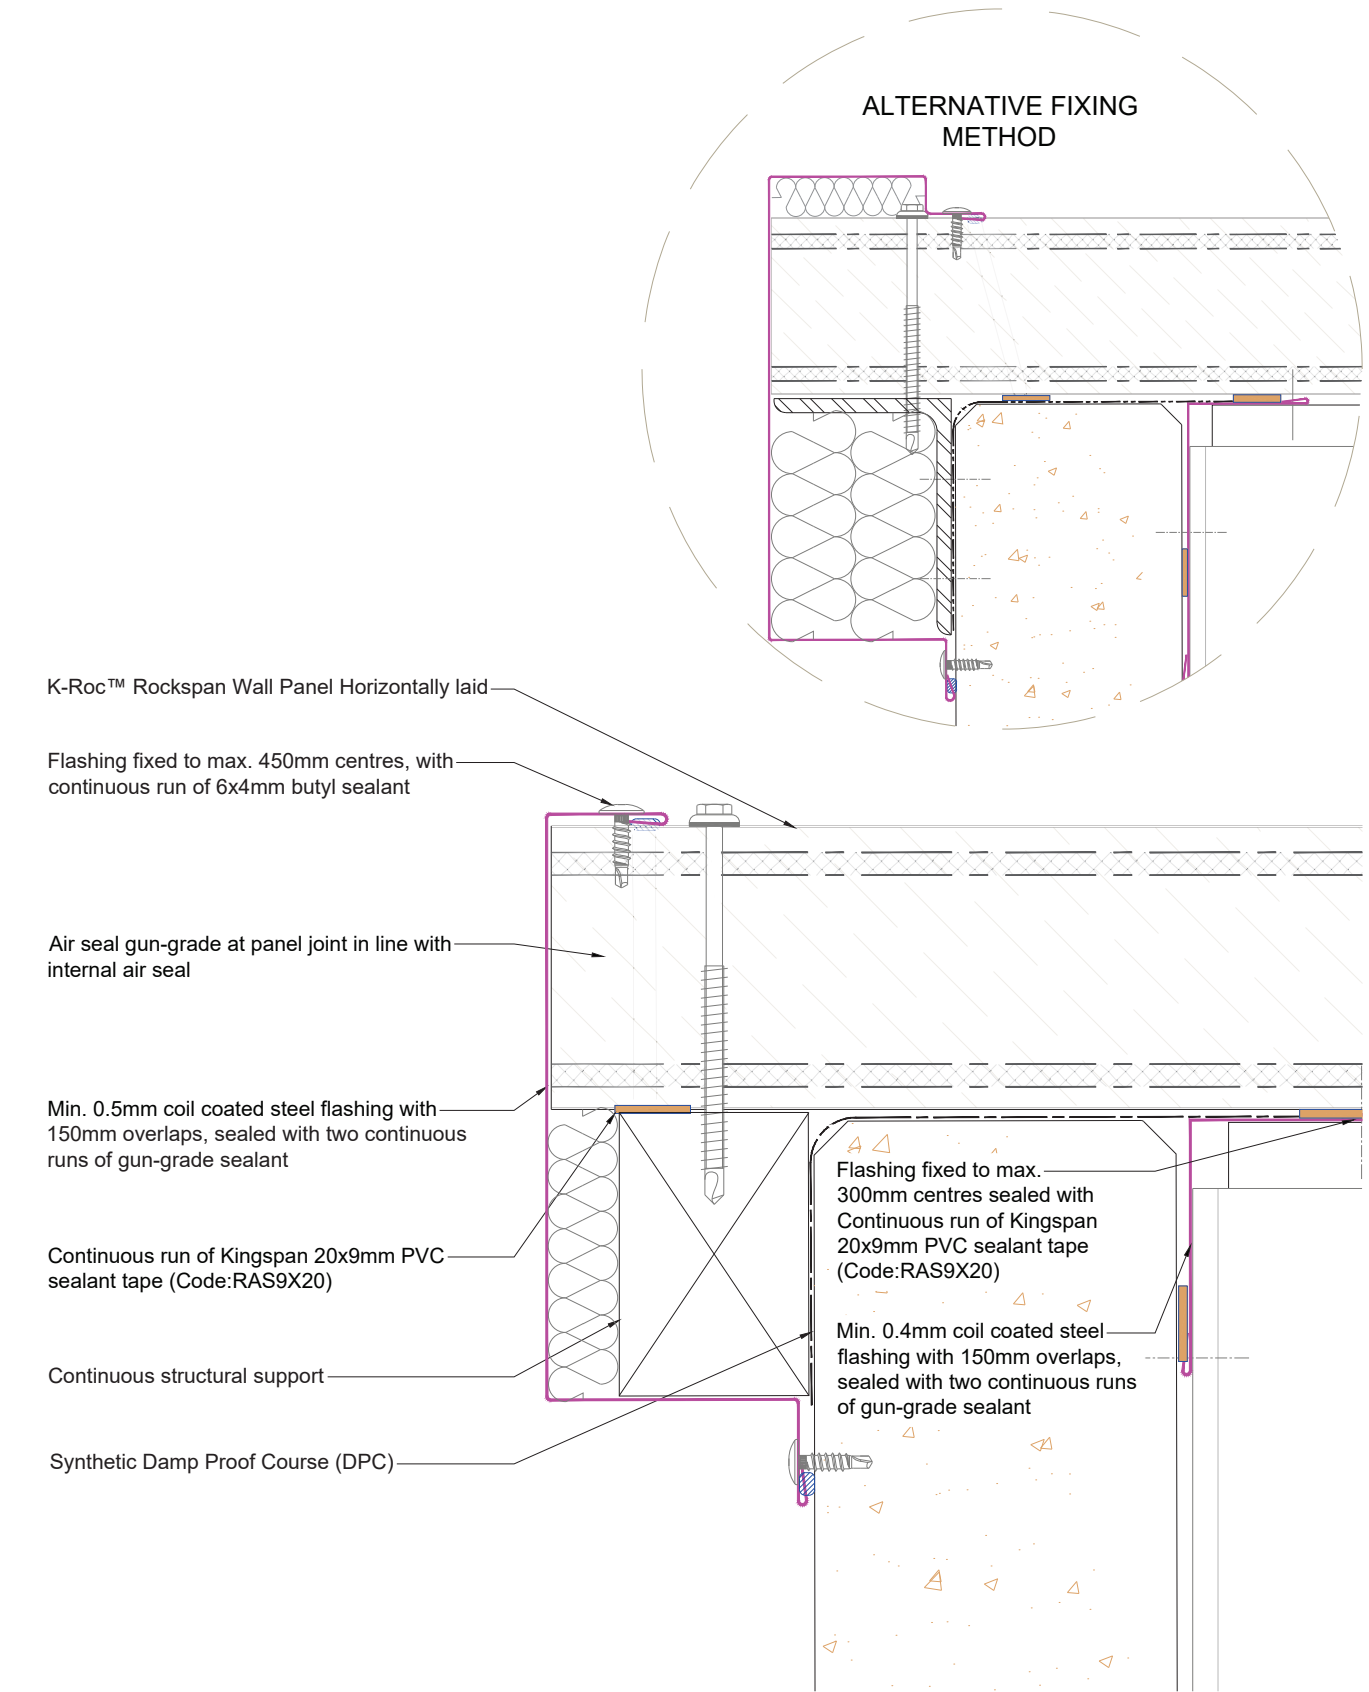 ALTERNATIVE FIXING
METHOD
K-Roc™ Rockspan Wall Panel Horizontally laid
Flashing fixed to max. 450mm centres, with
continuous run of 6x4mm butyl sealant
Air seal gun-grade at panel joint in line with
internal air seal
Min. 0.5mm coil coated steel flashing with
150mm overlaps, sealed with two continuous
runs of gun-grade sealant
Continuous run of Kingspan 20x9mm PVC
sealant tape (Code:RAS9X20)
Continuous structural support
Synthetic Damp Proof Course (DPC)
Flashing fixed to max.
300mm centres sealed with
Continuous run of Kingspan
20x9mm PVC sealant tape
(Code:RAS9X20)
Min. 0.4mm coil coated steel
flashing with 150mm overlaps,
sealed with two continuous runs
of gun-grade sealant